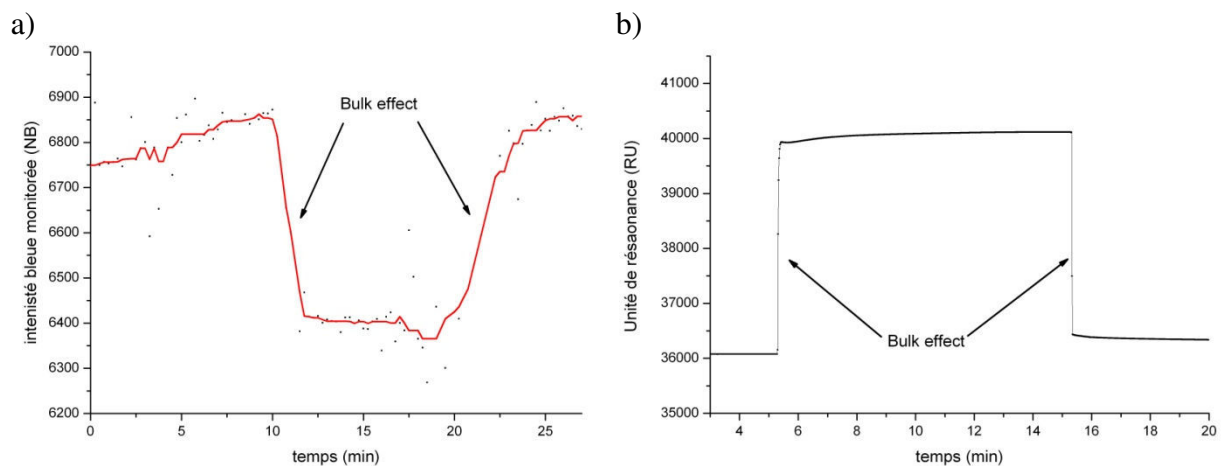 a)
7000
6900
6800
6700
6600
6500
6400
6300
6200
intenisté bleue monitorée (NB)
Bulk effect
0 5 10 15 20 25
temps (min)
b)
41000
40000
39000
38000
37000
36000
35000
Unité de résaonance (RU)
Bulk effect
4 6 8 10 12 14 16 18 20
temps (min)